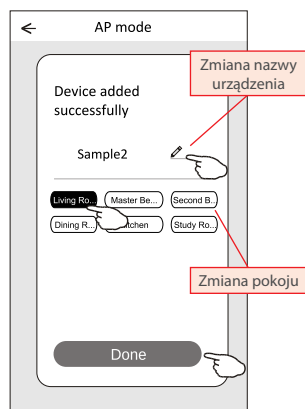 AP mode
Zmiana nazwy
urządzenia
Device added
successfully
Sample2
Living Ro... Master Be... Second B...
Dining R... tchen Study Ro...
Zmiana pokoju
Done